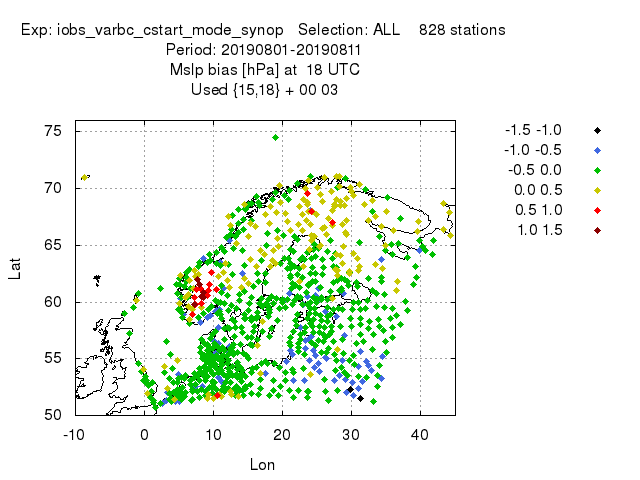 Exp: iobs_varbc_cstart_mode_synop   Selection: ALL    828 stations
Period: 20190801-20190811
Mslp bias [hPa] at  18 UTC
Used {15,18} + 00 03
-1.5 -1.0
-1.0 -0.5
-0.5 0.0
0.0 0.5
0.5 1.0
1.0 1.5
75
70
65
60
55
50
Lat
-10 0 10 20 30 40
Lon